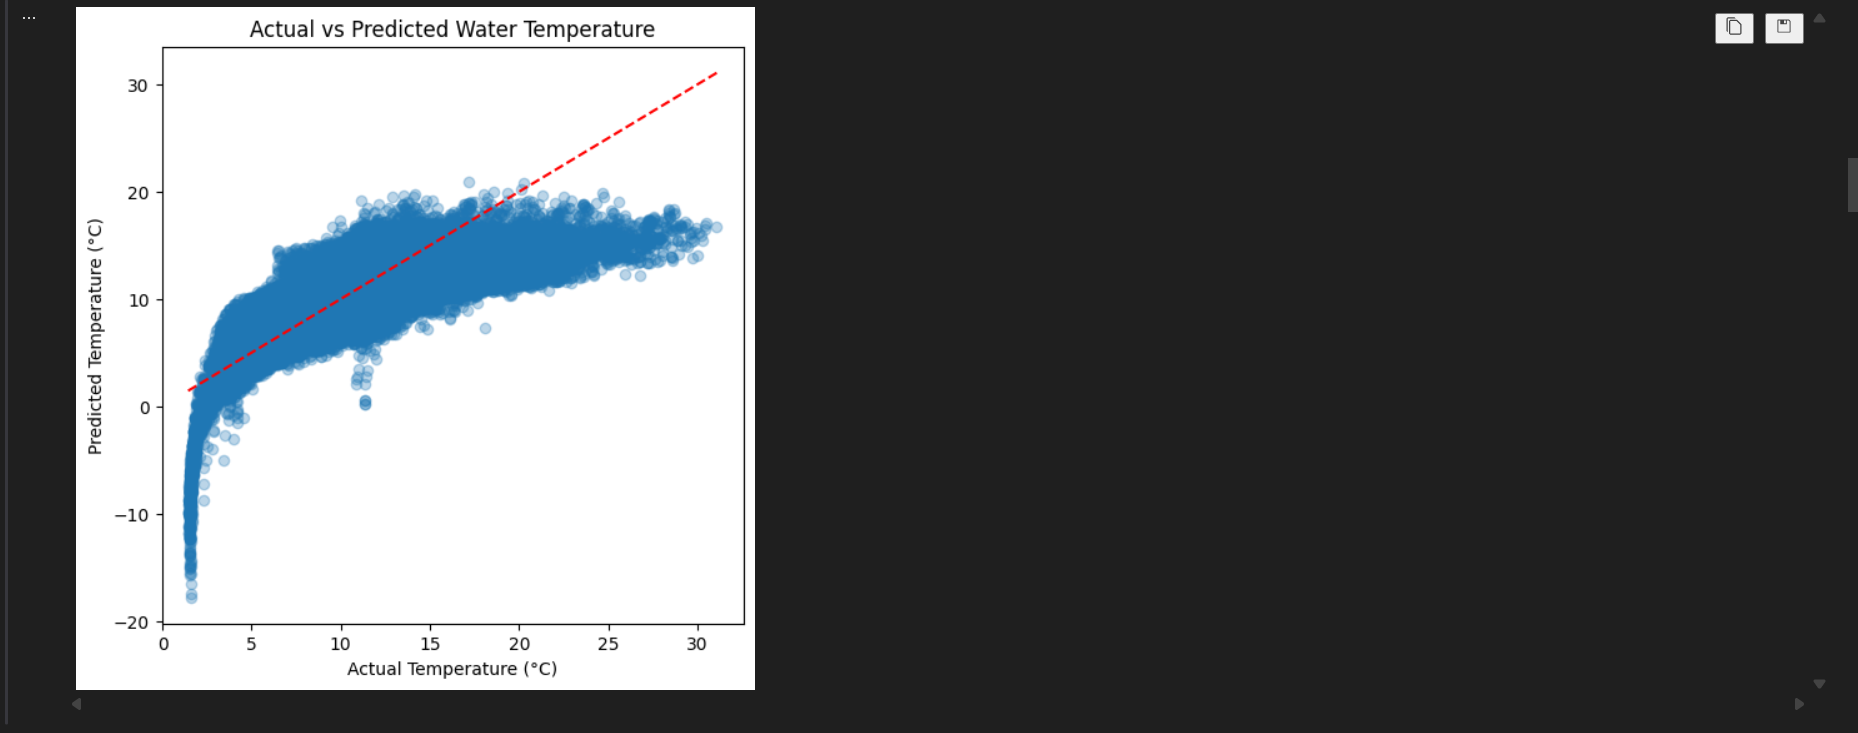 ...
Actual vs Predicted Water Temperature
30
20
10
0
−10
−20
Predicted Temperature (°C)
0 5 10 15 20 25 30
Actual Temperature (°C)